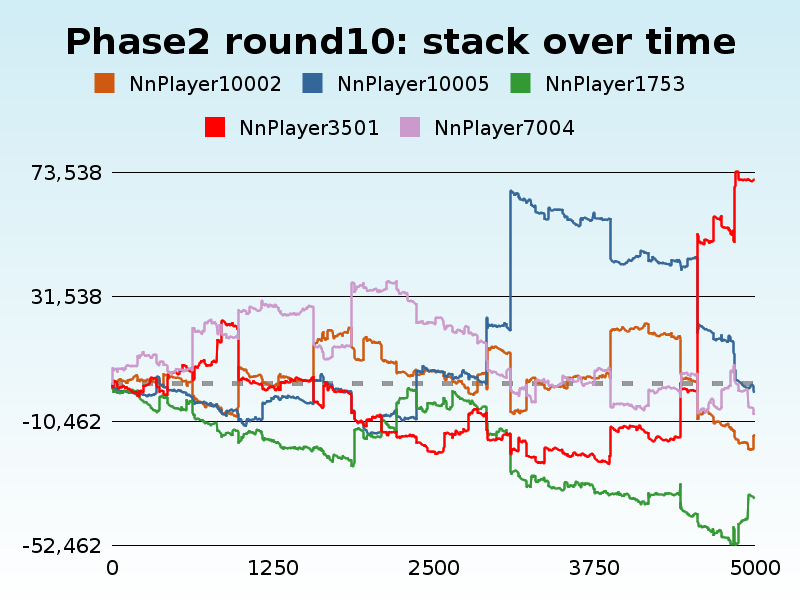 Phase2 round10: stack over time
NnPlayer10002 NnPlayer10005 NnPlayer1753
NnPlayer3501 NnPlayer7004
73,538
31,538
-10,462
-52,462
0 1250 2500 3750 5000